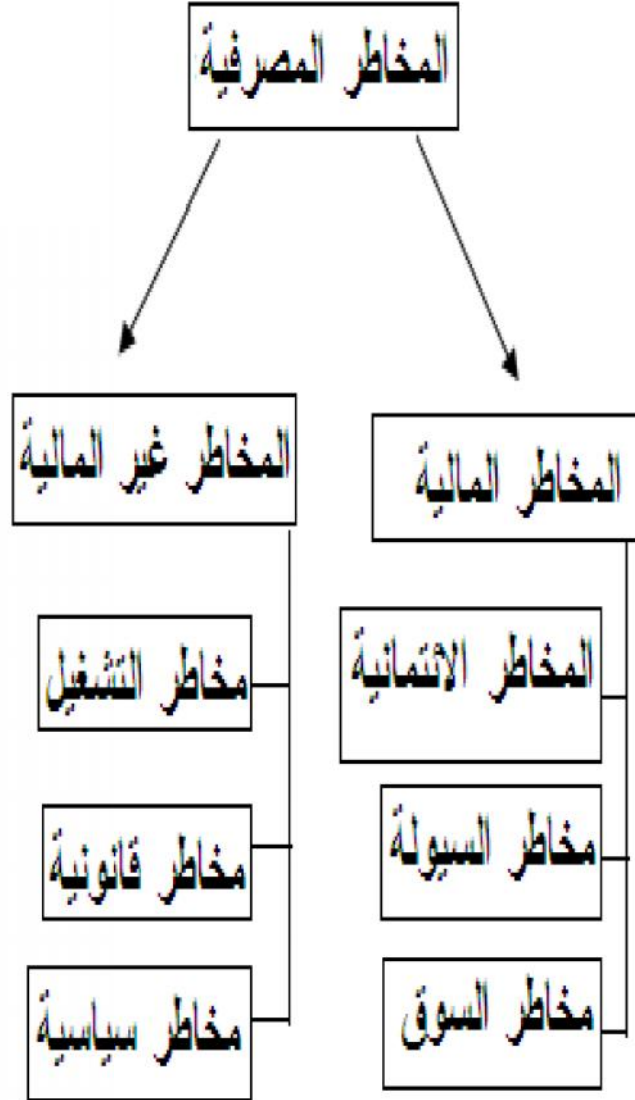 المخاطر المصرفية
المخاطر المالية
المخاطر الائتمانية
مخاطر السيولة
مخاطر السوق
المخاطر غير المالية
مخاطر التشغيل
مخاطر قانونية
مخاطر سياسية